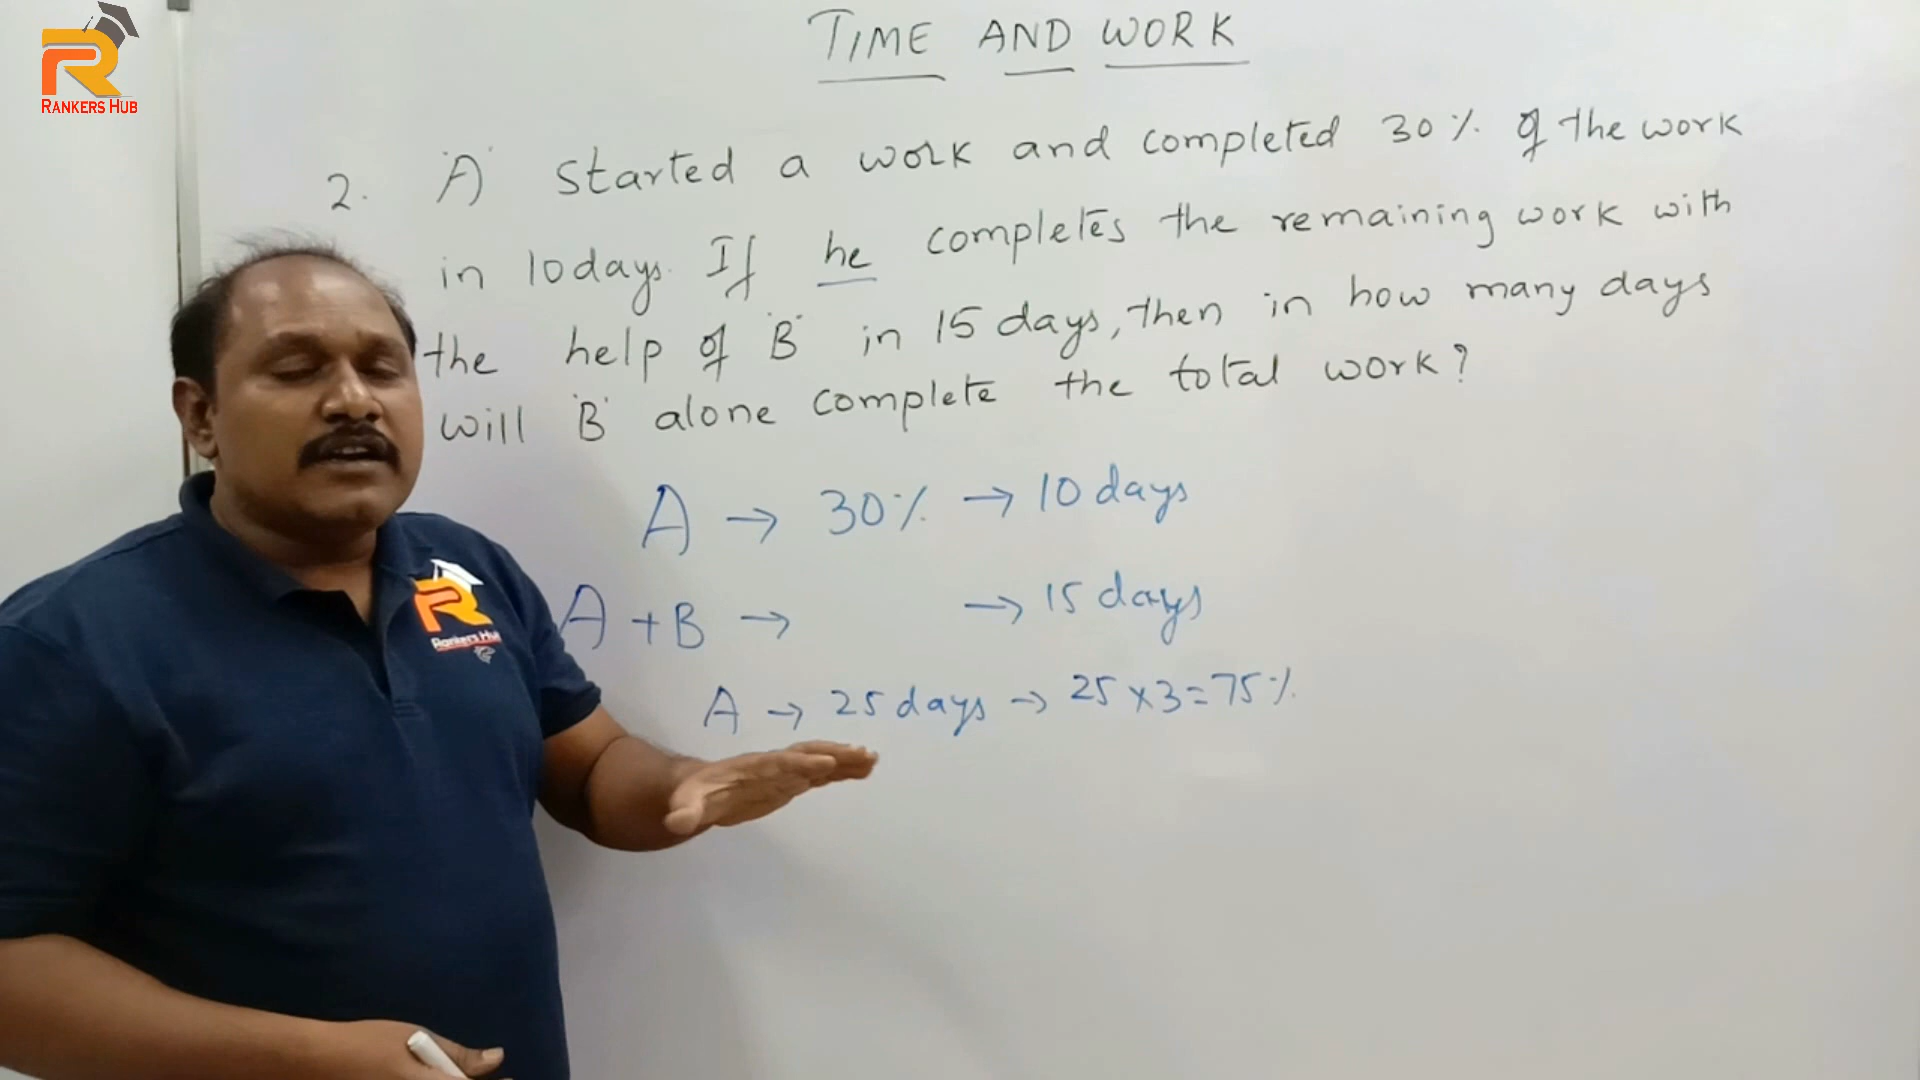 RANKERS HUB
TIME AND WORK
2. 'A' started a work and completed 30% of the work
in 10 days. If he completes the remaining work with
the help of 'B' in 15 days, then in how many days
will 'B' alone complete the total work?
A → 30% → 10 days
A + B → → 15 days
A → 25 days → 25 × 3 = 75%
Rankers Hub